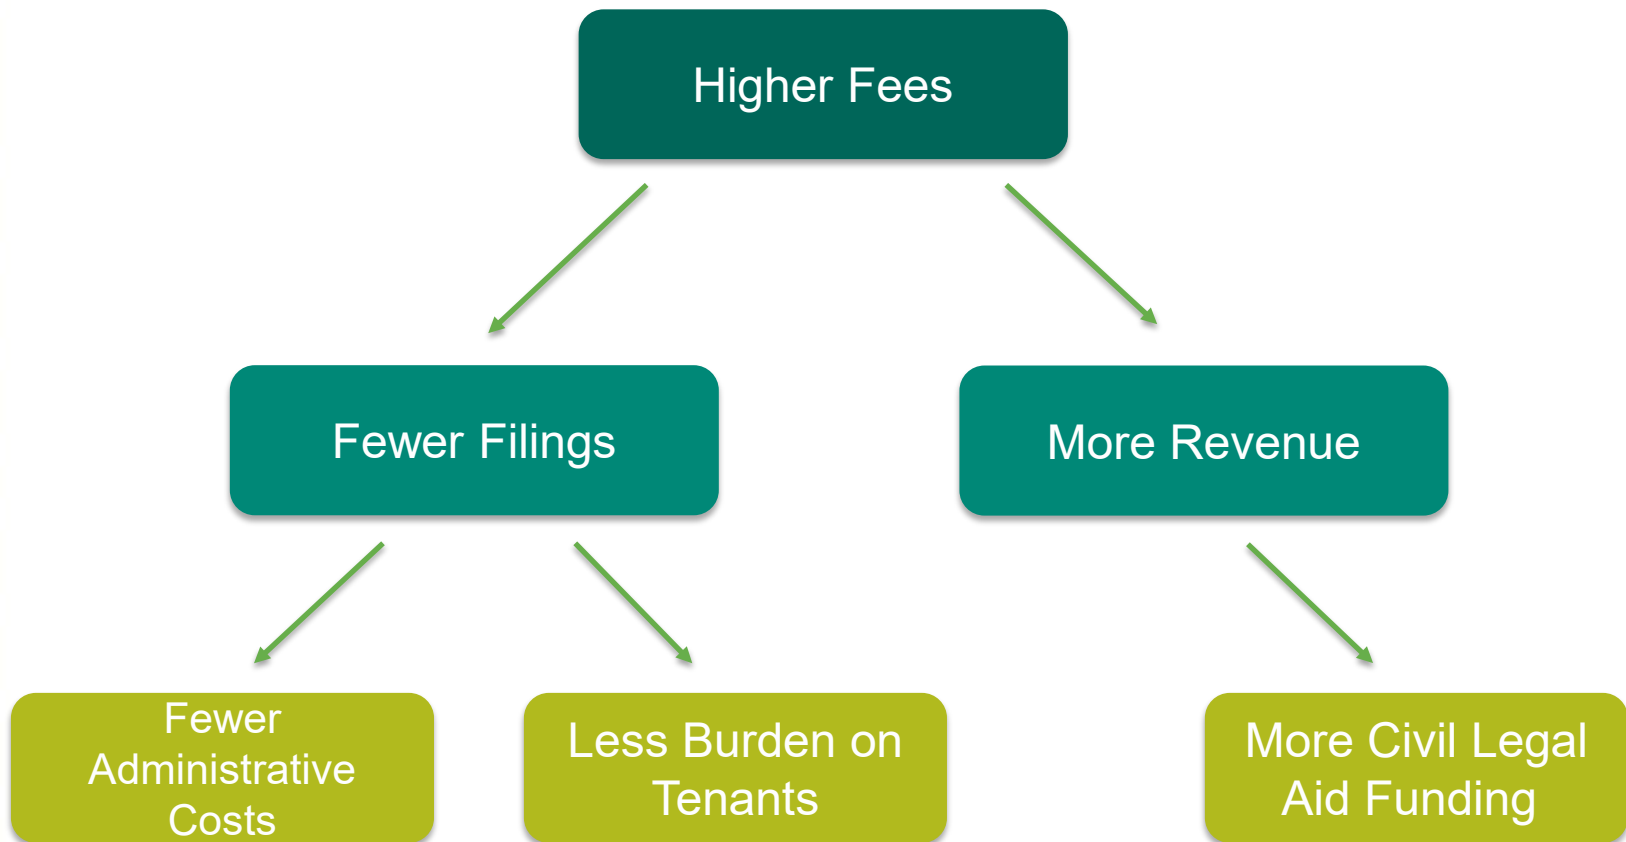 Higher Fees
Fewer Filings
More Revenue
Fewer
Administrative
Costs
Less Burden on
Tenants
More Civil Legal
Aid Funding